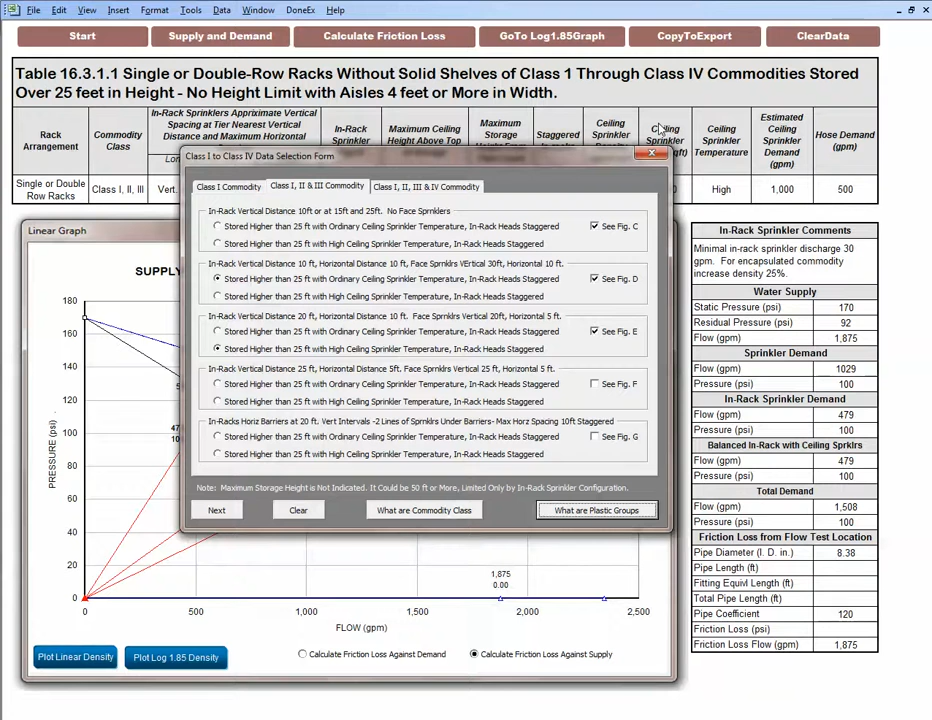 File Edit View Insert Format Tools Data Window DoneEx Help
Start Supply and Demand Calculate Friction Loss GoTo Log1.85Graph CopyToExport ClearData
Table 16.3.1.1 Single or Double-Row Racks Without Solid Shelves of Class 1 Through Class IV Commodities Stored
Over 25 feet in Height - No Height Limit with Aisles 4 feet or More in Width.
Rack Arrangement
Commodity Class
In-Rack Sprinklers Appriximate Vertical
Spacing at Tier Nearest Vertical
Distance and Maximum Horizontal
In-Rack
Maximum Ceiling
Height Above Top
Maximum
Storage
Staggered
Ceiling
Sprinkler
Ceiling
Sprinkler
Ceiling
Sprinkler
Temperature
Estimated
Ceiling
Sprinkler
Demand
(gpm)
Hose Demand
(gpm)
Single or Double
Row Racks
Class I, II, III
Vert.
High
1,000
500
Class I to Class IV Data Selection Form
Class I Commodity Class I, II & III Commodity Class I, II, III & IV Commodity
In-Rack Vertical Distance 10ft or at 15ft and 25ft. No Face Sprnklers
Stored Higher than 25 ft with Ordinary Ceiling Sprinkler Temperature, In-Rack Heads Staggered
See Fig. C
Stored Higher than 25 ft with High Ceiling Sprinkler Temperature, In-Rack Heads Staggered
In-Rack Vertical Distance 10 ft, Horizontal Distance 10 ft, Face Sprnklrs VErtical 30ft, Horizontal 10 ft.
Stored Higher than 25 ft with Ordinary Ceiling Sprinkler Temperature, In-Rack Heads Staggered
See Fig. D
Stored Higher than 25 ft with High Ceiling Sprinkler Temperature, In-Rack Heads Staggered
In-Rack Vertical Distance 20 ft, Horizontal Distance 10 ft. Face Sprnklrs Vertical 20ft, Horizontal 5 ft.
Stored Higher than 25 ft with Ordinary Ceiling Sprinkler Temperature, In-Rack Heads Staggered
See Fig. E
Stored Higher than 25 ft with High Ceiling Sprinkler Temperature, In-Rack Heads Staggered
In-Rack Vertical Distance 25 ft, Horizontal Distance 5ft. Face Sprnklrs Vertical 25 ft, Horizontal 5 ft.
Stored Higher than 25 ft with Ordinary Ceiling Sprinkler Temperature, In-Rack Heads Staggered
See Fig. F
Stored Higher than 25 ft with High Ceiling Sprinkler Temperature, In-Rack Heads Staggered
In-Racks Horiz Barriers at 20 ft. Vert Intervals -2 Lines of Sprnklrs Under Barriers- Max Horz Spacing 10ft Staggered
Stored Higher than 25 ft with Ordinary Ceiling Sprinkler Temperature, In-Rack Heads Staggered
See Fig. G
Stored Higher than 25 ft with High Ceiling Sprinkler Temperature, In-Rack Heads Staggered
Note: Maximum Storage Height is Not Indicated. It Could be 50 ft or More, Limited Only by In-Rack Sprinkler Configuration.
Next Clear What are Commodity Class What are Plastic Groups
Linear Graph
180
160
140
120
100
80
60
40
20
0
PRESSURE (psi)
1,875
0.00
0 500 1,000 1,500 2,000 2,500
FLOW (gpm)
Plot Linear Density Plot Log 1.85 Density Calculate Friction Loss Against Demand Calculate Friction Loss Against Supply
In-Rack Sprinkler Comments
Minimal in-rack sprinkler discharge 30
gpm. For encapsulated commodity
increase density 25%.
Water Supply
Static Pressure (psi) 170
Residual Pressure (psi) 92
Flow (gpm) 1,875
Sprinkler Demand
Flow (gpm) 1029
Pressure (psi) 100
In-Rack Sprinkler Demand
Flow (gpm) 479
Pressure (psi) 100
Balanced In-Rack with Ceiling Sprklrs
Flow (gpm) 479
Total Demand
Flow (gpm) 1,508
Pressure (psi) 100
Friction Loss from Flow Test Location
Pipe Diameter (I. D. in.) 8.38
Pipe Length (ft)
Fitting Equivl Length (ft)
Total Pipe Length (ft)
Pipe Coefficient 120
Friction Loss (psi)
Friction Loss Flow (gpm) 1,875